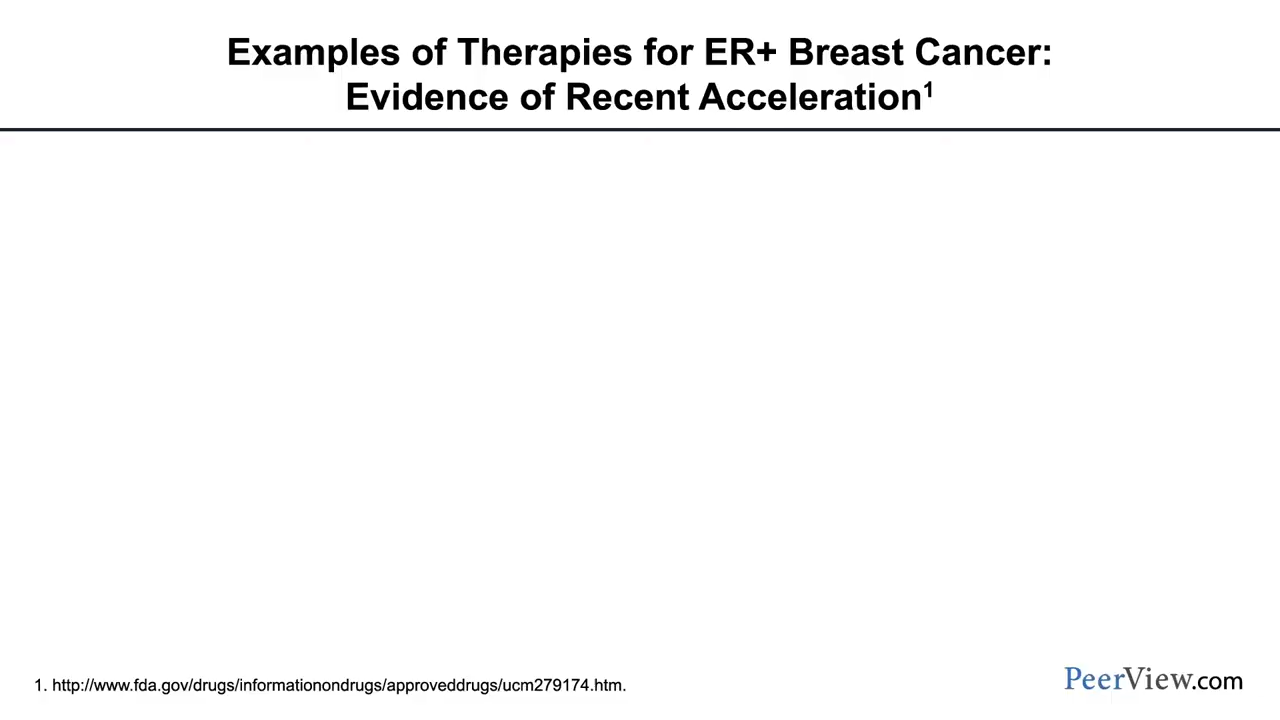 Examples of Therapies for ER+ Breast Cancer:
Evidence of Recent Acceleration¹
1. http://www.fda.gov/drugs/informationondrugs/approveddrugs/ucm279174.htm.
PeerView.com